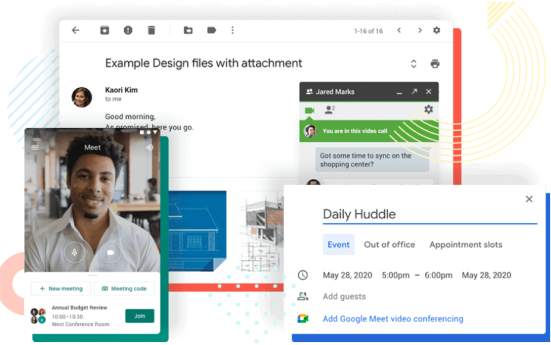 1-16 of 16
Example Design files with attachment
Kaori Kim
to me
Good morning,
As promised, here you go.
Jared Marks
2
You are in this video call
Got some time to sync on the
shopping center?
Meet
New meeting
Meeting code
Annual Budget Review
10:00–10:30
West Conference Room
Join
Daily Huddle
Event
Out of office
Appointment slots
May 28, 2020 5:00pm – 6:00pm May 28, 2020
Add guests
Add Google Meet video conferencing